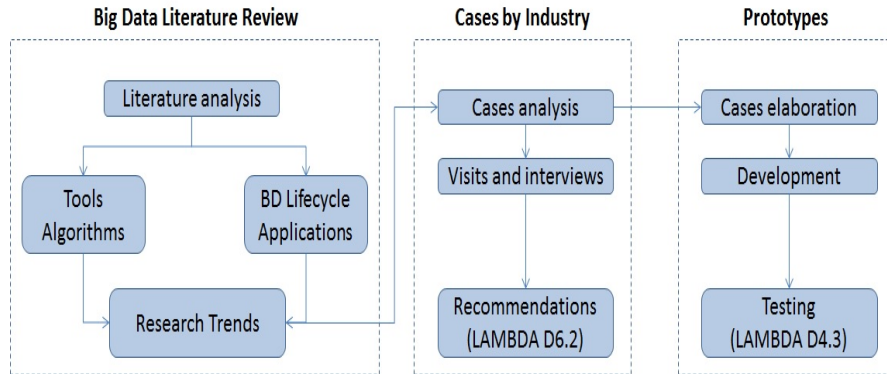 Big Data Literature Review
Literature analysis
Tools
Algorithms
BD Lifecycle
Applications
Research Trends
Cases by Industry
Cases analysis
Visits and interviews
Recommendations
(LAMBDA D6.2)
Prototypes
Cases elaboration
Development
Testing
(LAMBDA D4.3)